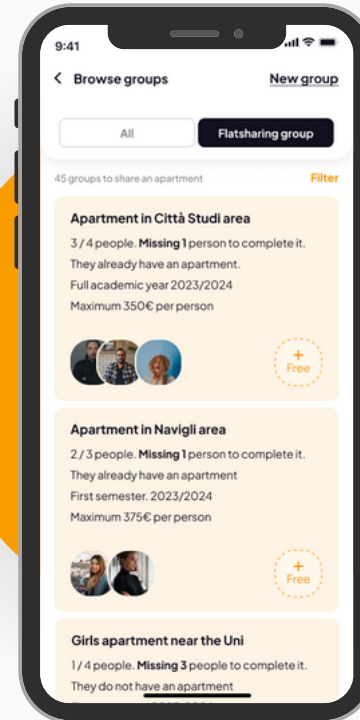 9:41
Browse groups
New group
All
Flatsharing group
45 groups to share an apartment
Filter
Apartment in Città Studi area
3/4 people. Missing 1 person to complete it.
They already have an apartment.
Full academic year 2023/2024
Maximum 350€ per person
+
Free
Apartment in Navigli area
2/3 people. Missing 1 person to complete it.
They already have an apartment
First semester. 2023/2024
Maximum 375€ per person
+
Free
Girls apartment near the Uni
1/4 people. Missing 3 people to complete it.
They do not have an apartment